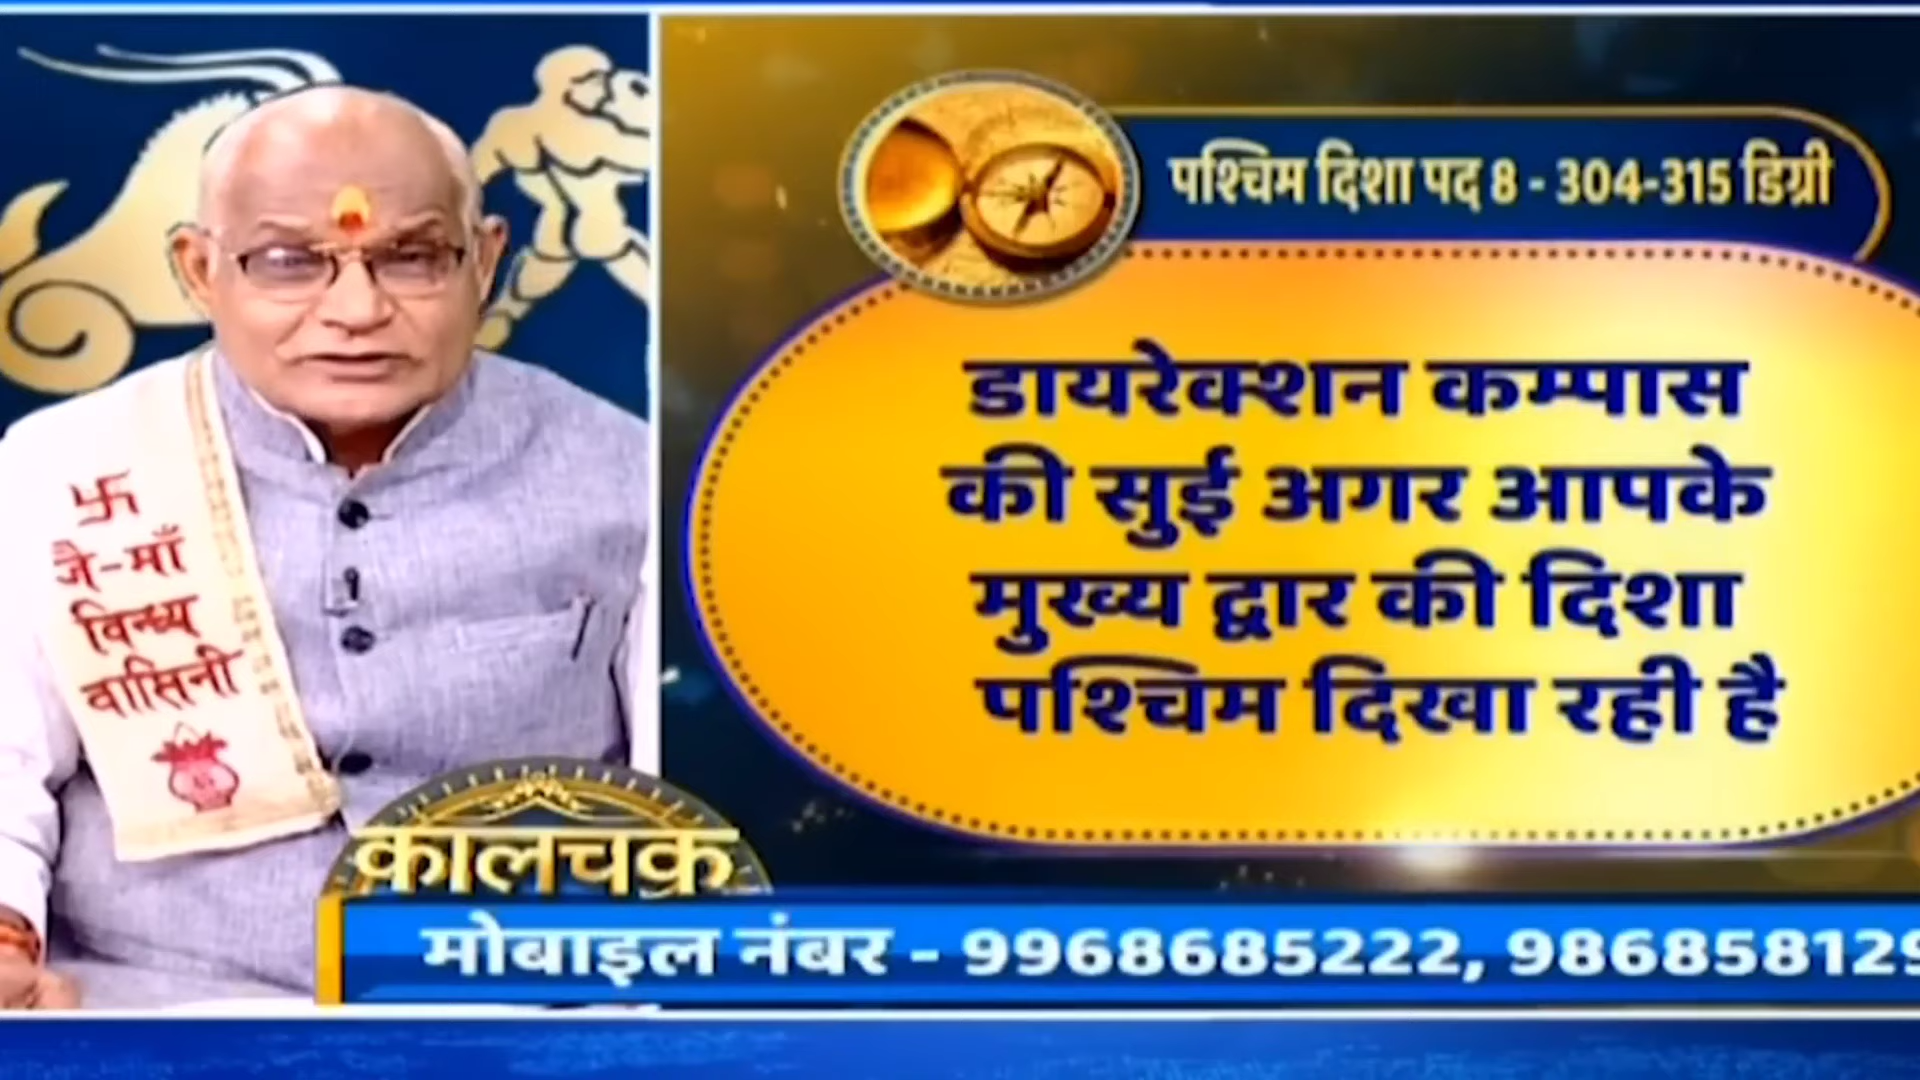 पश्चिम दिशा पद 8 - 304-315 डिग्री
डायरेक्शन कम्पास
की सुई अगर आपके
मुख्य द्वार की दिशा
पश्चिम दिखा रही है
जै-माँ
विन्ध्य
वासिनी
कालचक्र
मोबाइल नंबर - 9968685222, 986858129